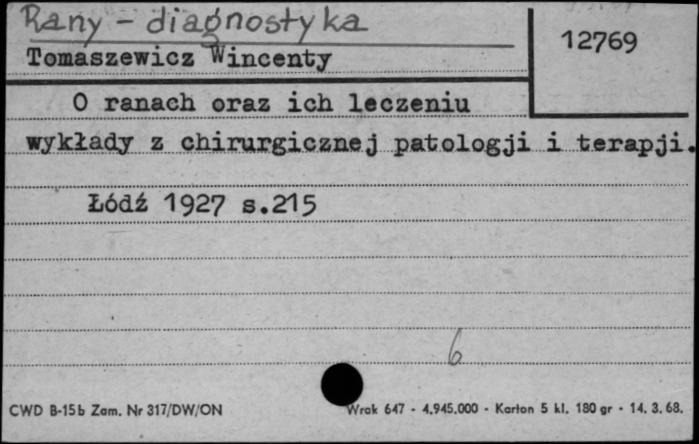 Rany - diagnostyka
12769
Tomaszewicz Wincenty
O ranach oraz ich leczeniu
wykłady z chirurgicznej patologji i terapji.
Łódź 1927 s.215
6
CWD B-15b Zam. Nr 317/DW/ON
Wrak 647 - 4.945.000 - Karton 5 kl. 180 gr - 14. 3. 68.